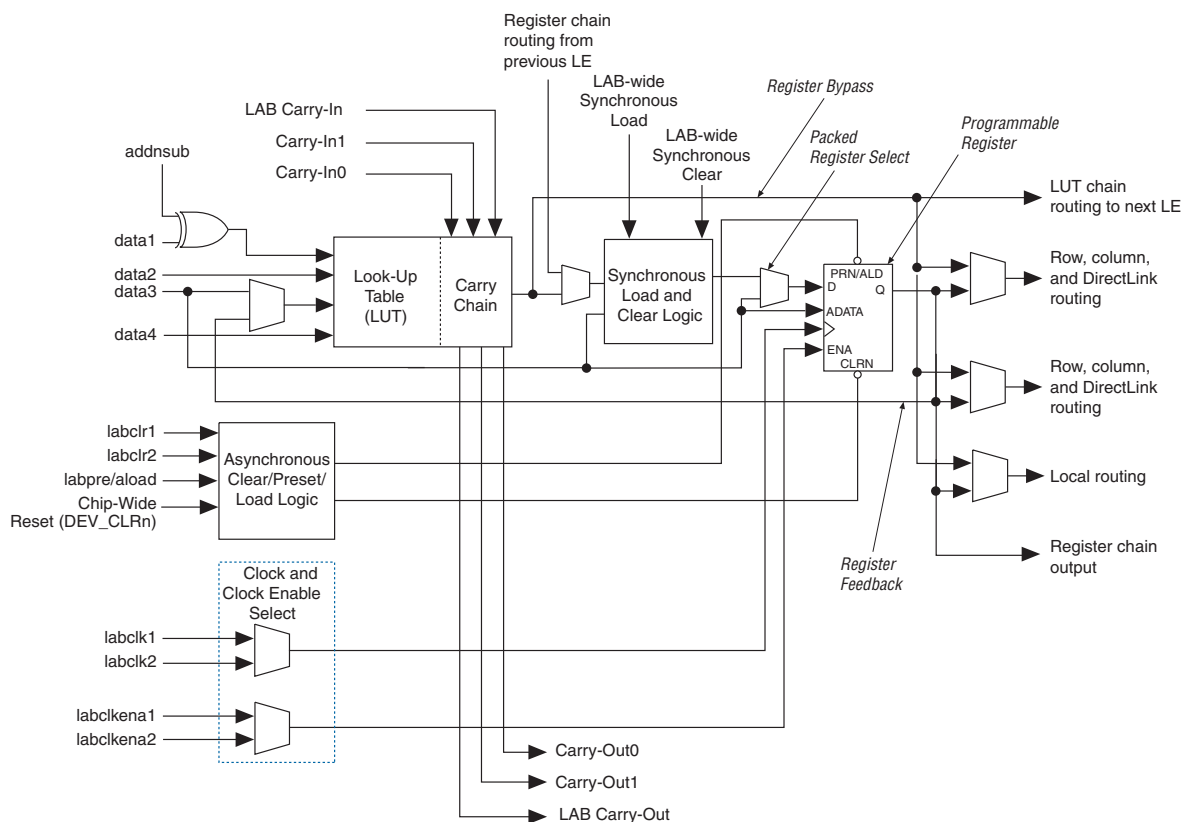 Register chain
routing from
previous LE
LAB-wide
Synchronous
Load
LAB-wide
Synchronous
Clear
Register Bypass
Packed
Register Select
Programmable
Register
LAB Carry-In
Carry-In1
Carry-In0
addnsub
data1
data2
data3
data4
Look-Up
Table
(LUT)
Carry
Chain
Synchronous
Load and
Clear Logic
PRN/ALD
D
Q
ADATA
ENA
CLRN
LUT chain
routing to next LE
Row, column,
and DirectLink
routing
Row, column,
and DirectLink
routing
Local routing
Register chain
output
Register
Feedback
labclr1
labclr2
labpre/aload
Chip-Wide
Reset (DEV_CLRn)
Asynchronous
Clear/Preset/
Load Logic
Clock and
Clock Enable
Select
labclk1
labclk2
labclkena1
labclkena2
Carry-Out0
Carry-Out1
LAB Carry-Out